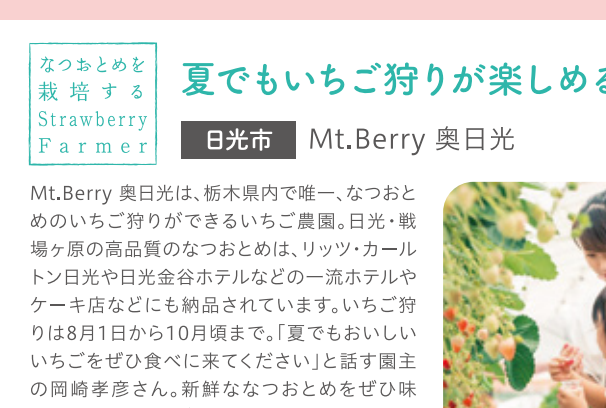 なつおとめを
栽培する
Strawberry
Farmer
夏でもいちご狩りが楽しめる
日光市 Mt.Berry 奥日光
Mt.Berry 奥日光は、栃木県内で唯一、なつおと
めのいちご狩りができるいちご農園。日光・戦
場ヶ原の高品質のなつおとめは、リッツ・カール
トン日光や日光金谷ホテルなどの一流ホテルや
ケーキ店などにも納品されています。いちご狩
りは8月1日から10月頃まで。「夏でもおいしい
いちごをぜひ食べに来てください」と話す園主
の岡崎孝彦さん。新鮮ななつおとめをぜひ味